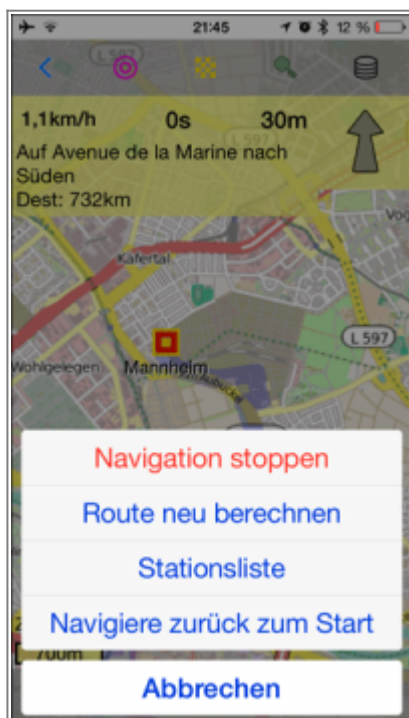 21:45
12 %
L 597
1,1km/h 0s 30m
Auf Avenue de la Marine nach
Süden
Dest: 732km
L 597
Käfertal
L 597
Wohlgelegen
Mannheim
Navigation stoppen
Route neu berechnen
Stationsliste
Navigiere zurück zum Start
700m
Abbrechen